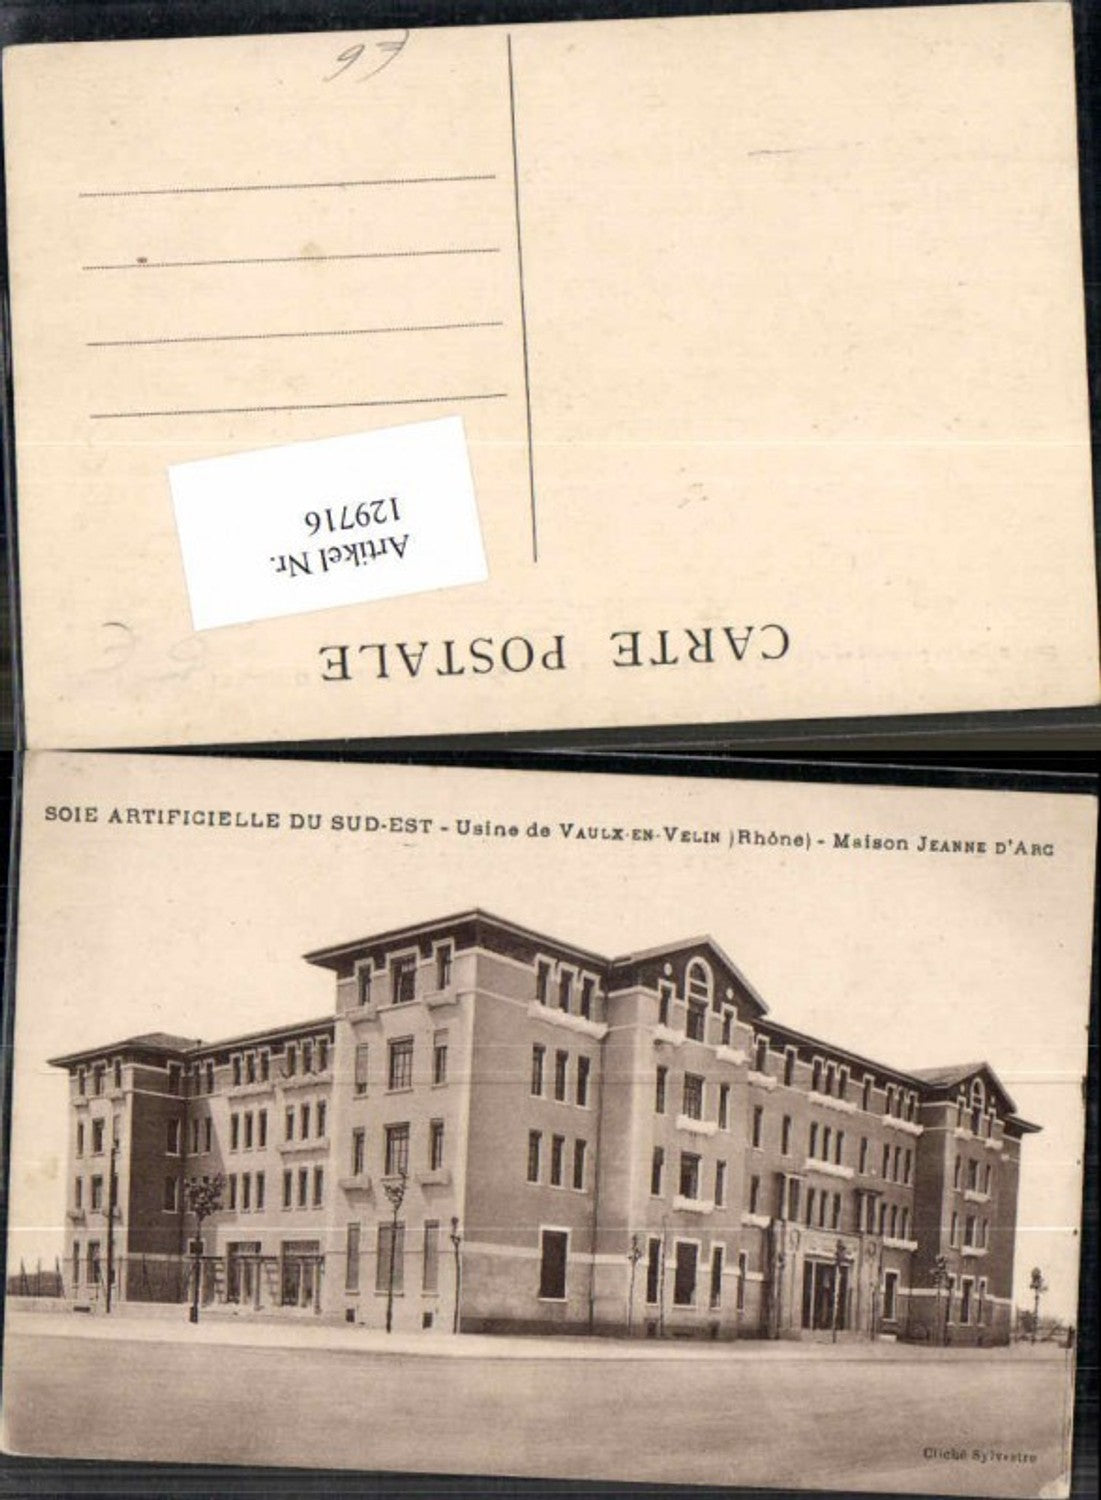 97
Artikel Nr.
129716
CARTE POSTALE
SOIE ARTIFICIELLE DU SUD-EST - Usine de VAULX-EN-VELIN )Rhône) - Maison JEANNE D'ARC
Cliché Sylvestre